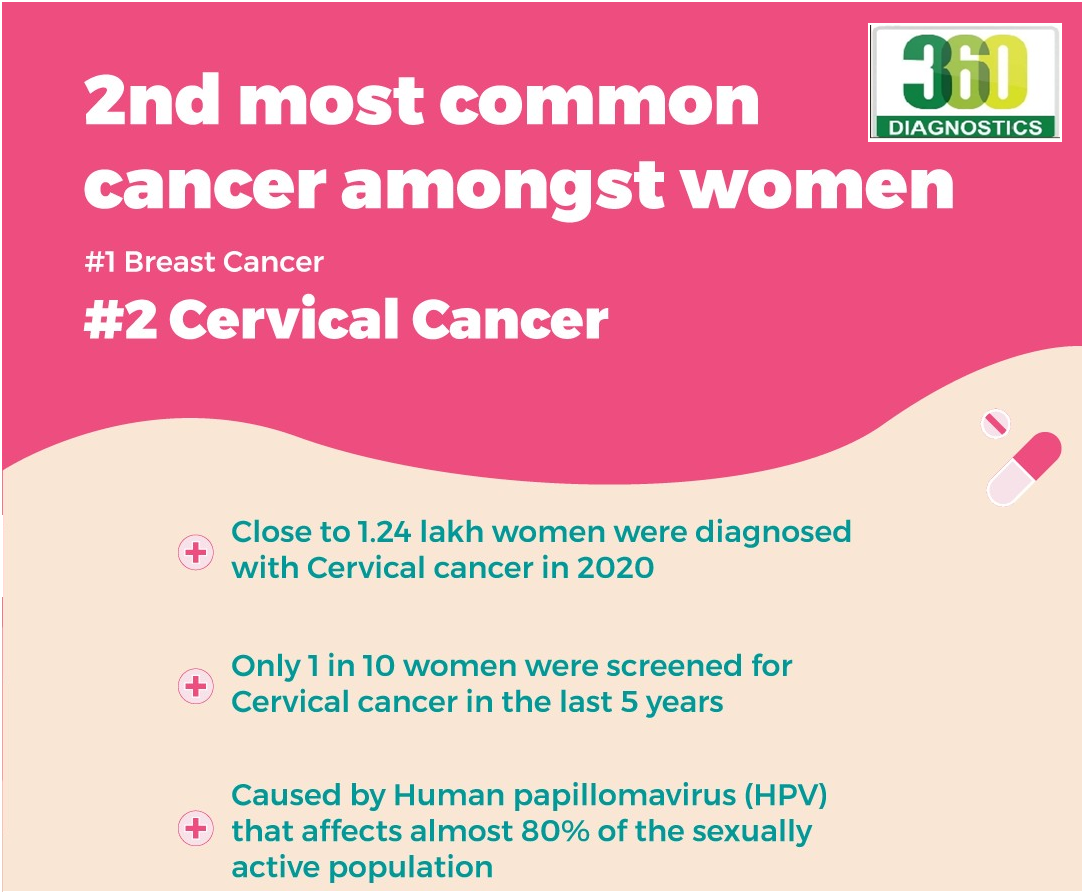 360
DIAGNOSTICS
2nd most common
cancer amongst women
#1 Breast Cancer
#2 Cervical Cancer
Close to 1.24 lakh women were diagnosed
with Cervical cancer in 2020
Only 1 in 10 women were screened for
Cervical cancer in the last 5 years
Caused by Human papillomavirus (HPV)
that affects almost 80% of the sexually
active population